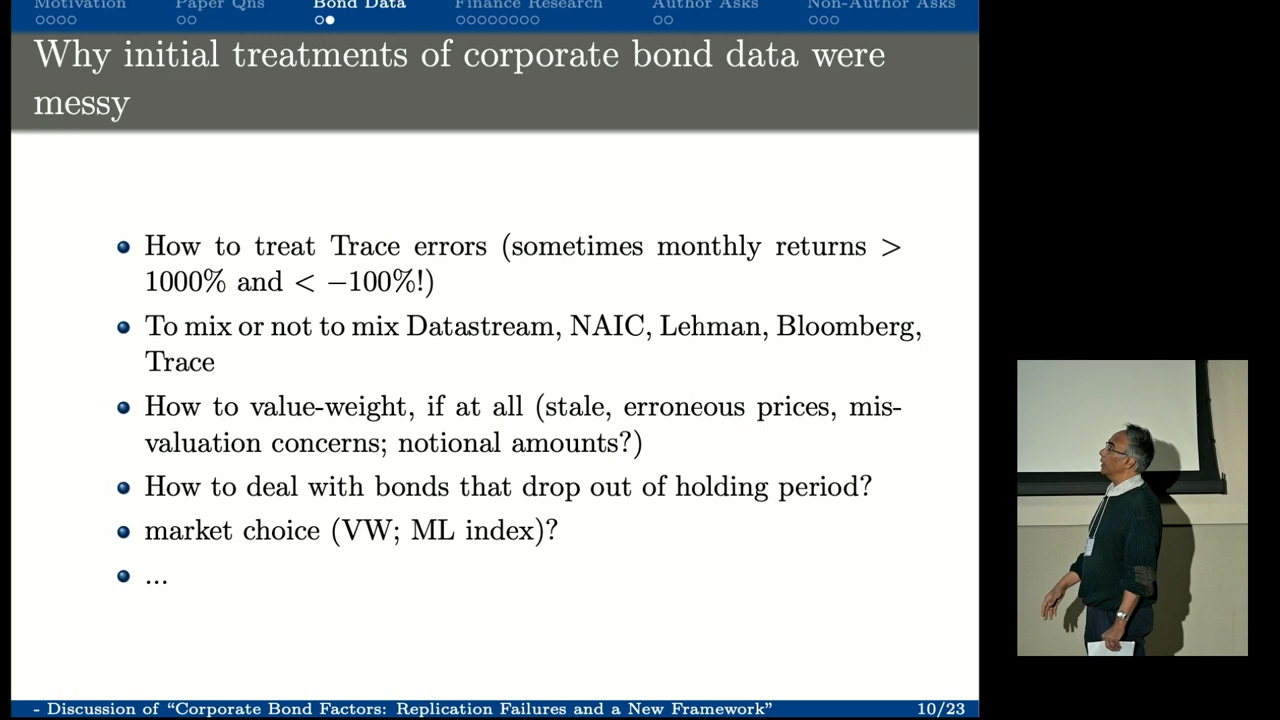 Motivation Paper Qns Bond Data Finance Research Author Asks Non-Author Asks
Why initial treatments of corporate bond data were
messy
How to treat Trace errors (sometimes monthly returns >
1000% and < −100%!)
To mix or not to mix Datastream, NAIC, Lehman, Bloomberg,
Trace
How to value-weight, if at all (stale, erroneous prices, mis-
valuation concerns; notional amounts?)
How to deal with bonds that drop out of holding period?
market choice (VW; ML index)?
...
- Discussion of “Corporate Bond Factors: Replication Failures and a New Framework” 10/23